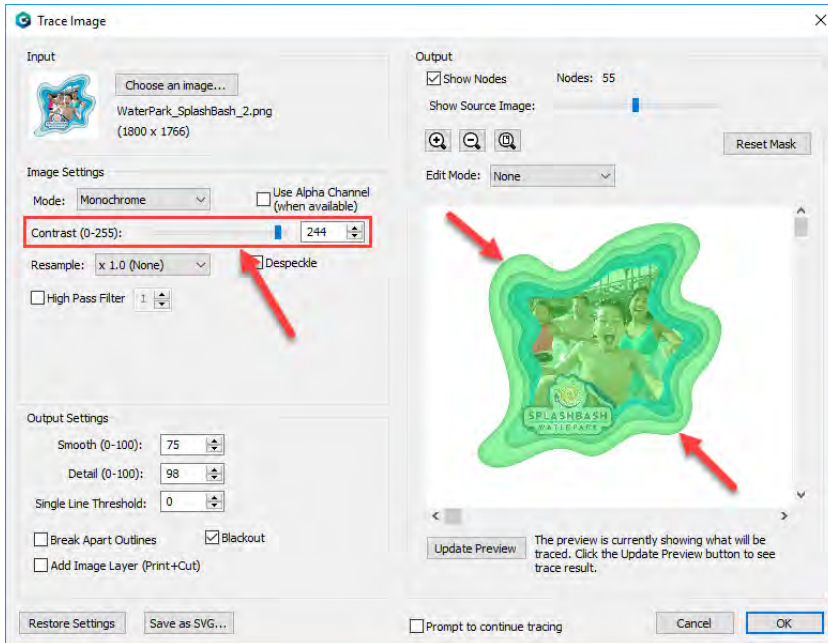 Trace Image
Input
Choose an image...
WaterPark_SplashBash_2.png
(1800 x 1766)
Image Settings
Mode: Monochrome
Use Alpha Channel
(when available)
Contrast (0-255): 244
Resample: x 1.0 (None)
Despeckle
High Pass Filter 1
Output Settings
Smooth (0-100): 75
Detail (0-100): 98
Single Line Threshold: 0
Break Apart Outlines
Blackout
Add Image Layer (Print+Cut)
Restore Settings
Save as SVG...
Output
Show Nodes
Nodes: 55
Show Source Image:
Reset Mask
Edit Mode: None
SPLASHBASH
WATERPARK
Update Preview
The preview is currently showing what will be
traced. Click the Update Preview button to see
trace result.
Prompt to continue tracing
Cancel
OK